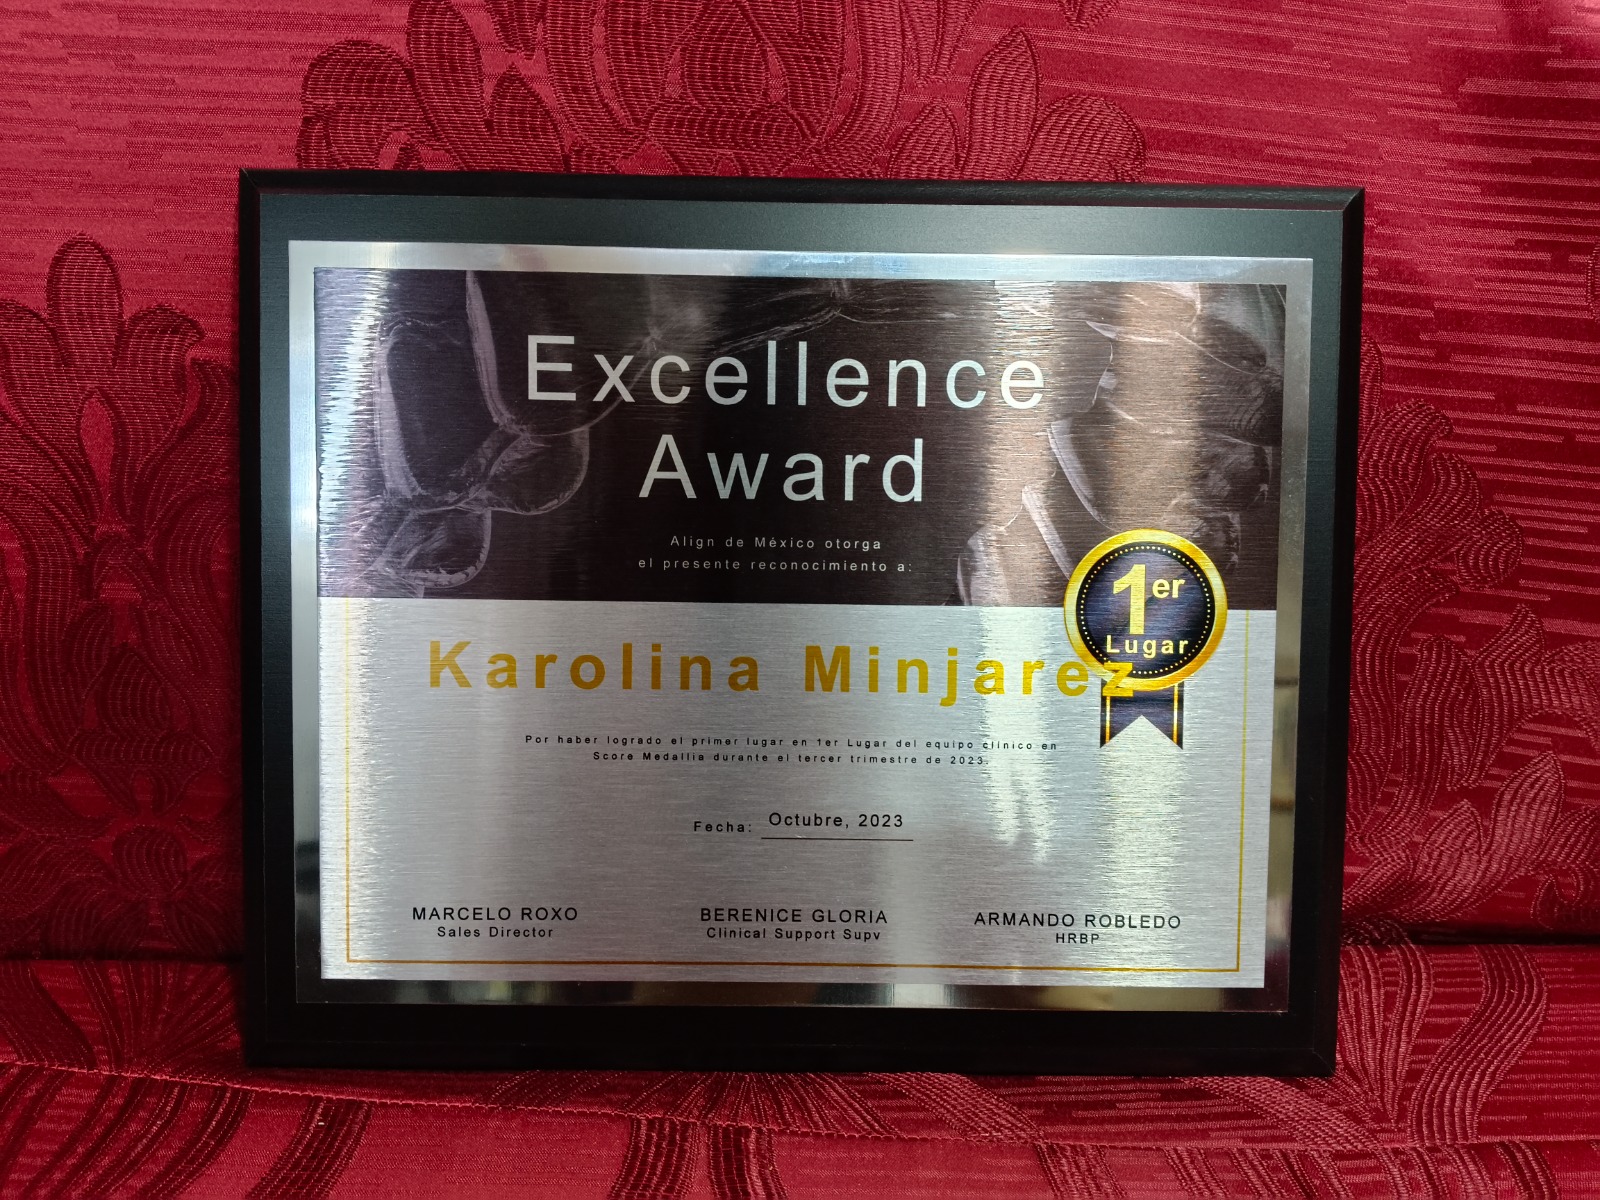 Excellence
Award
Align de México otorga
el presente reconocimiento a:
1er
Lugar
Karolina Minjarez
Por haber logrado el primer lugar en 1er Lugar del equipo clínico en
Score Medallia durante el tercer trimestre de 2023.
Fecha: Octubre, 2023
MARCELO ROXO
Sales Director
BERENICE GLORIA
Clinical Support Supv
ARMANDO ROBLEDO
HRBP